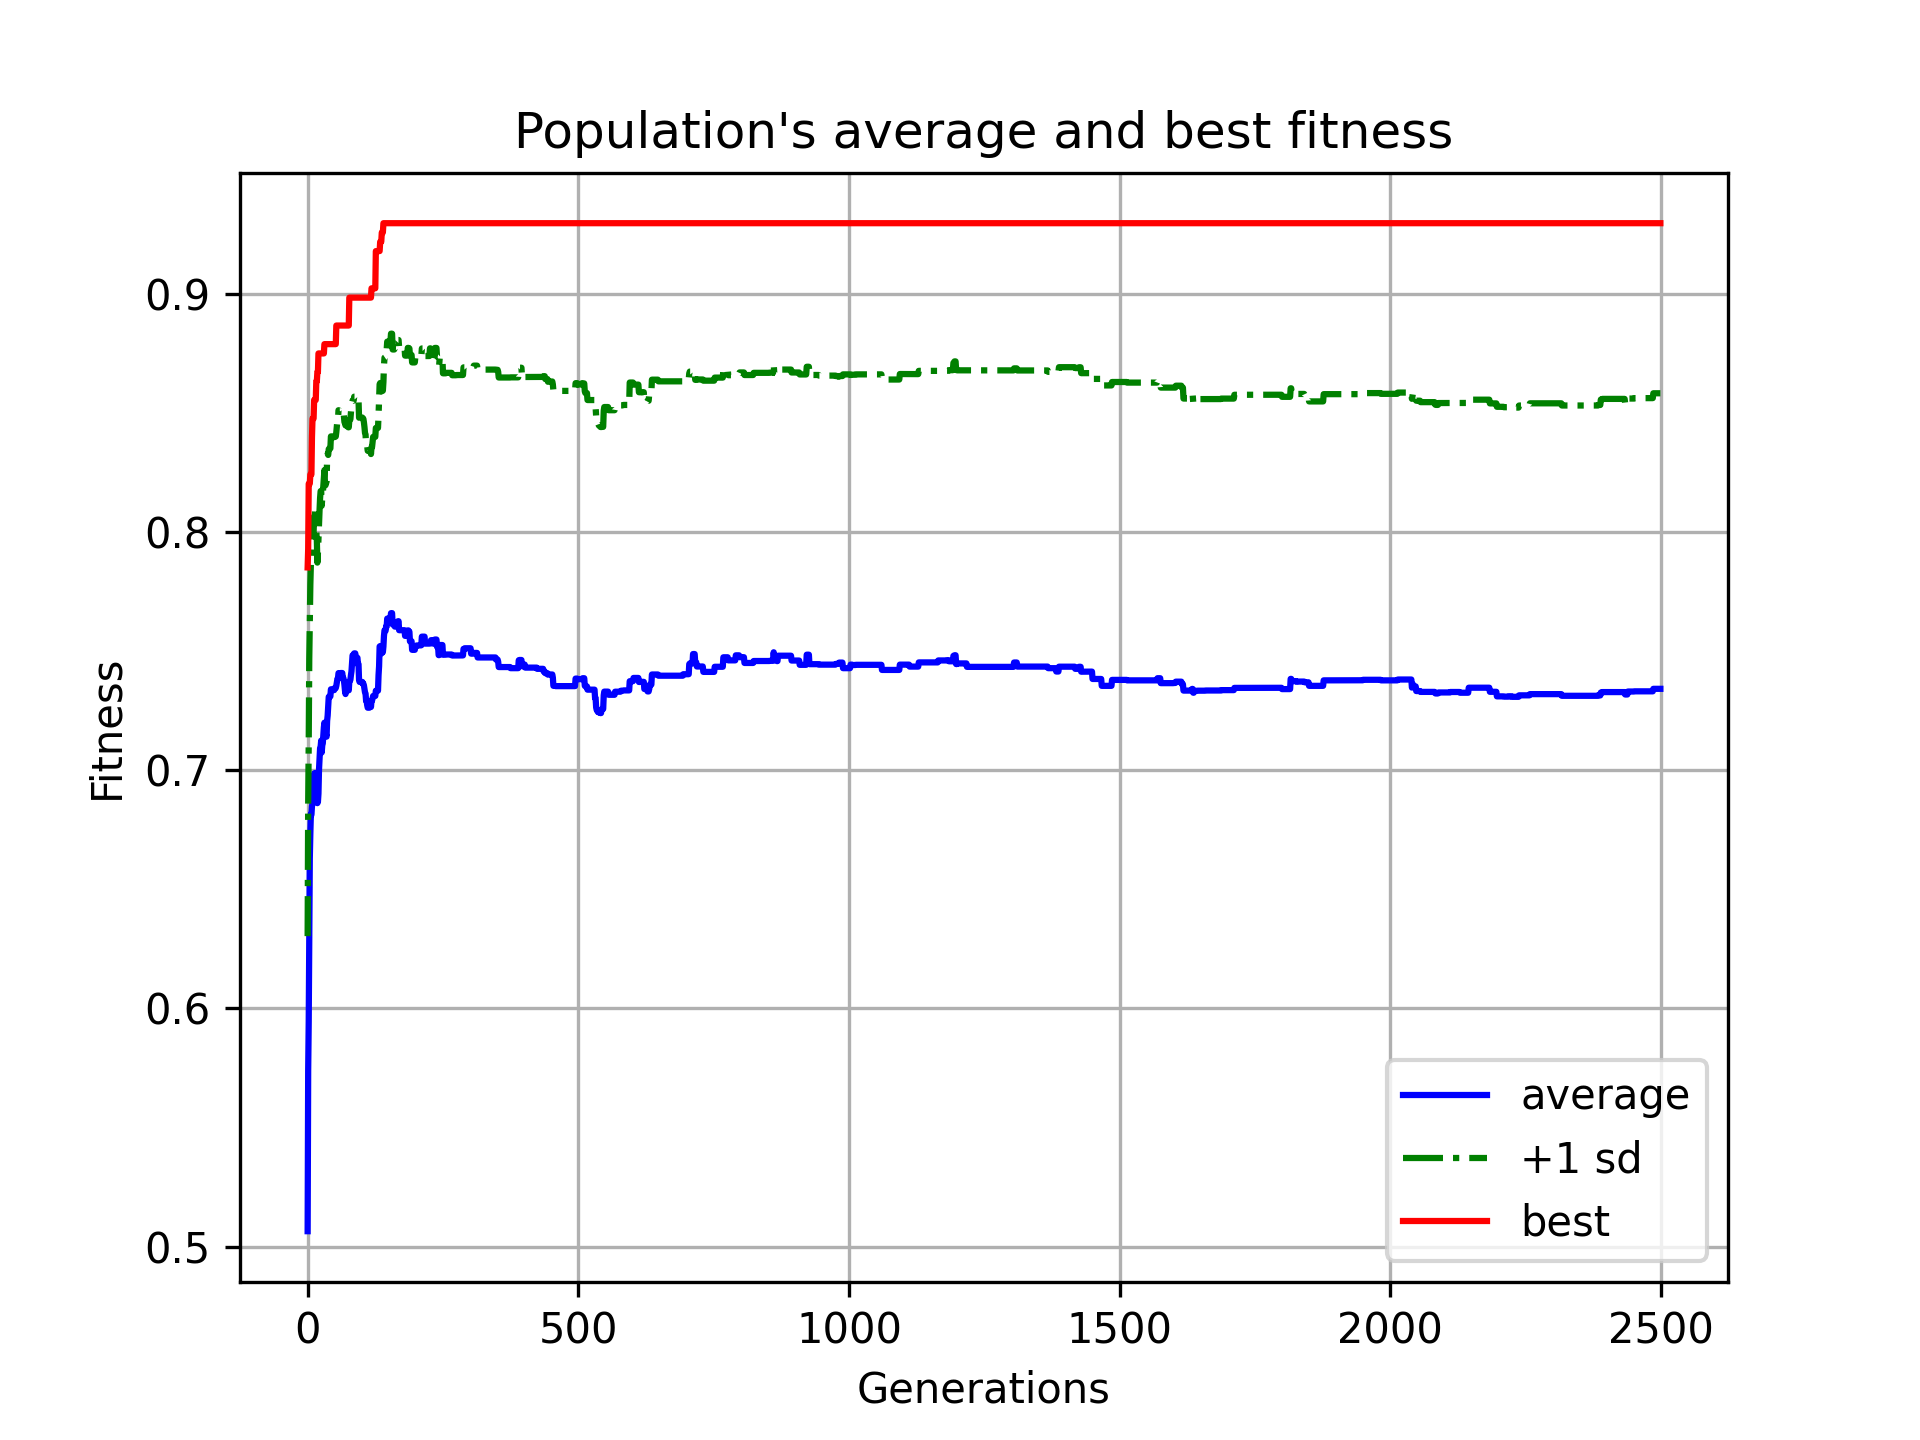 Population's average and best fitness
Fitness
0.9
0.8
0.7
0.6
0.5
0
500
1000
1500
2000
2500
Generations
average
+1 sd
best